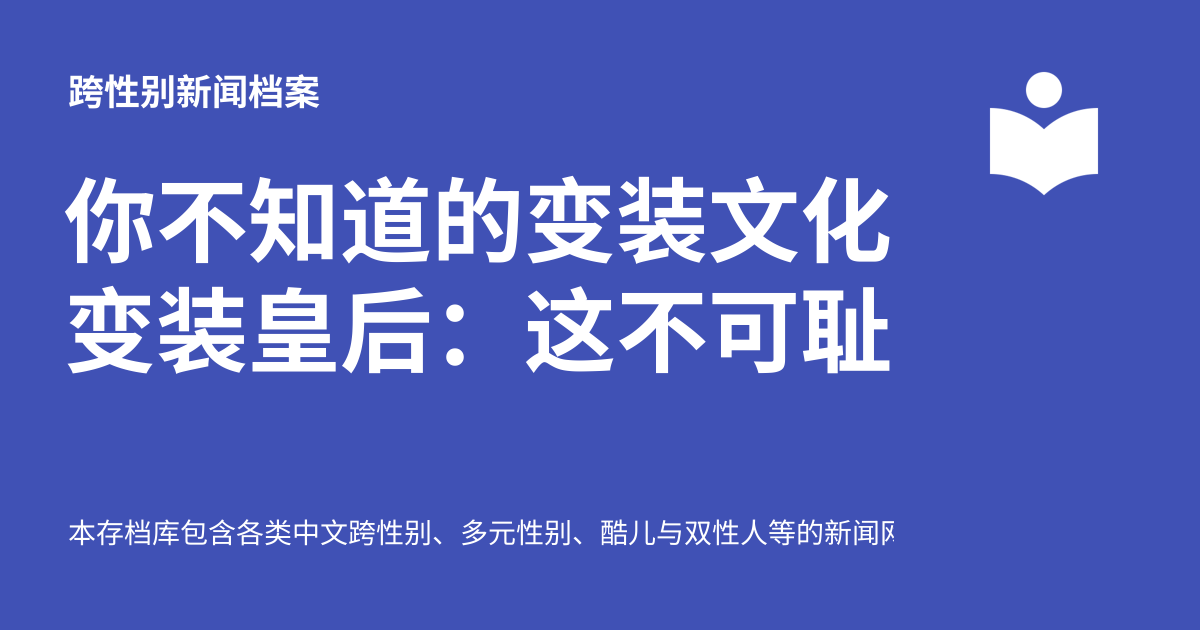 跨性别新闻档案
你不知道的变装文化
变装皇后：这不可耻
本存档库包含各类中文跨性别、多元性别、酷儿与双性人等的新闻网